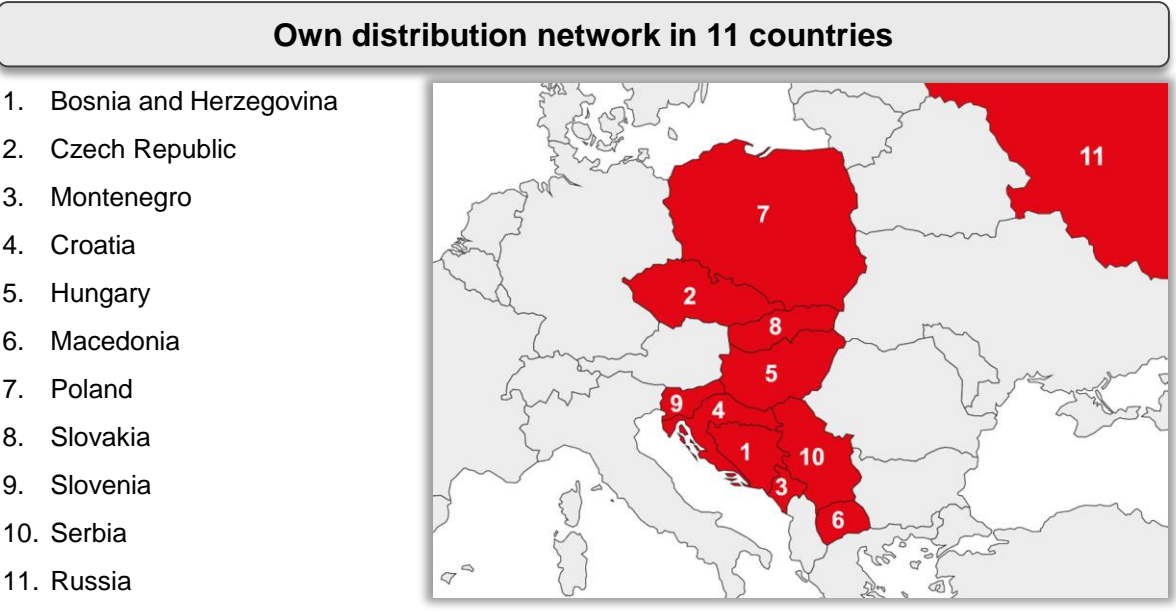 Own distribution network in 11 countries
1. Bosnia and Herzegovina
2. Czech Republic
3. Montenegro
4. Croatia
5. Hungary
6. Macedonia
7. Poland
8. Slovakia
9. Slovenia
10. Serbia
11. Russia
11
7
2
8
5
9
4
1
10
3
6